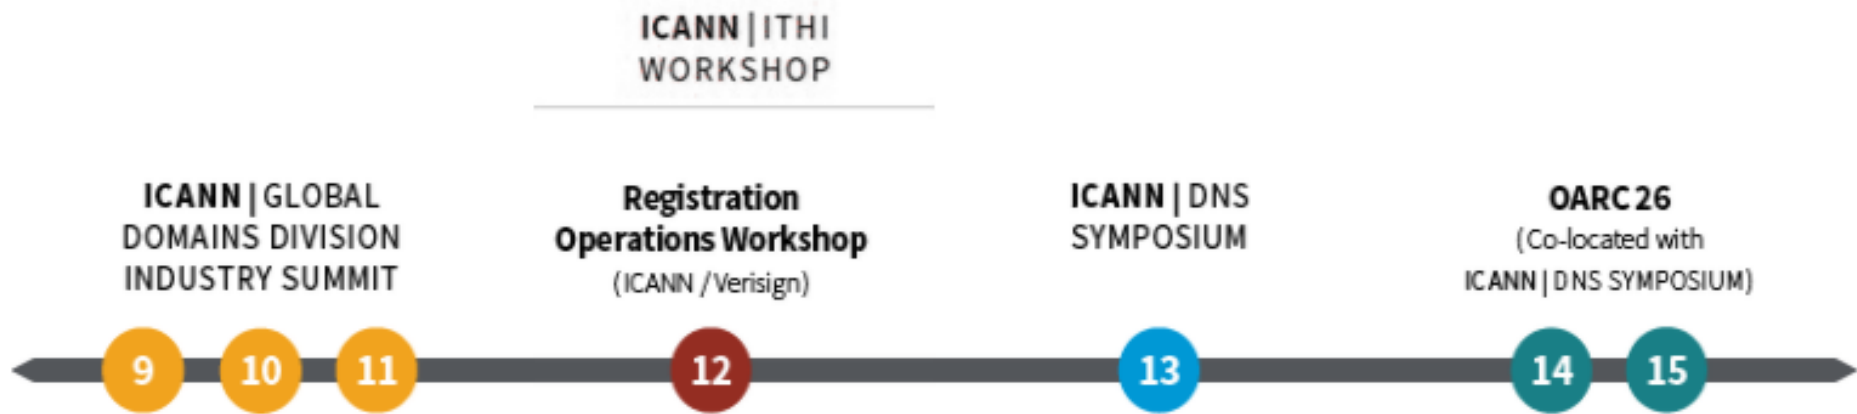 ICANN | ITHI
WORKSHOP
ICANN | GLOBAL
DOMAINS DIVISION
INDUSTRY SUMMIT
Registration
Operations Workshop
(ICANN / Verisign)
ICANN | DNS
SYMPOSIUM
OARC 26
(Co-located with
ICANN | DNS SYMPOSIUM)
9 10 11 12 13 14 15